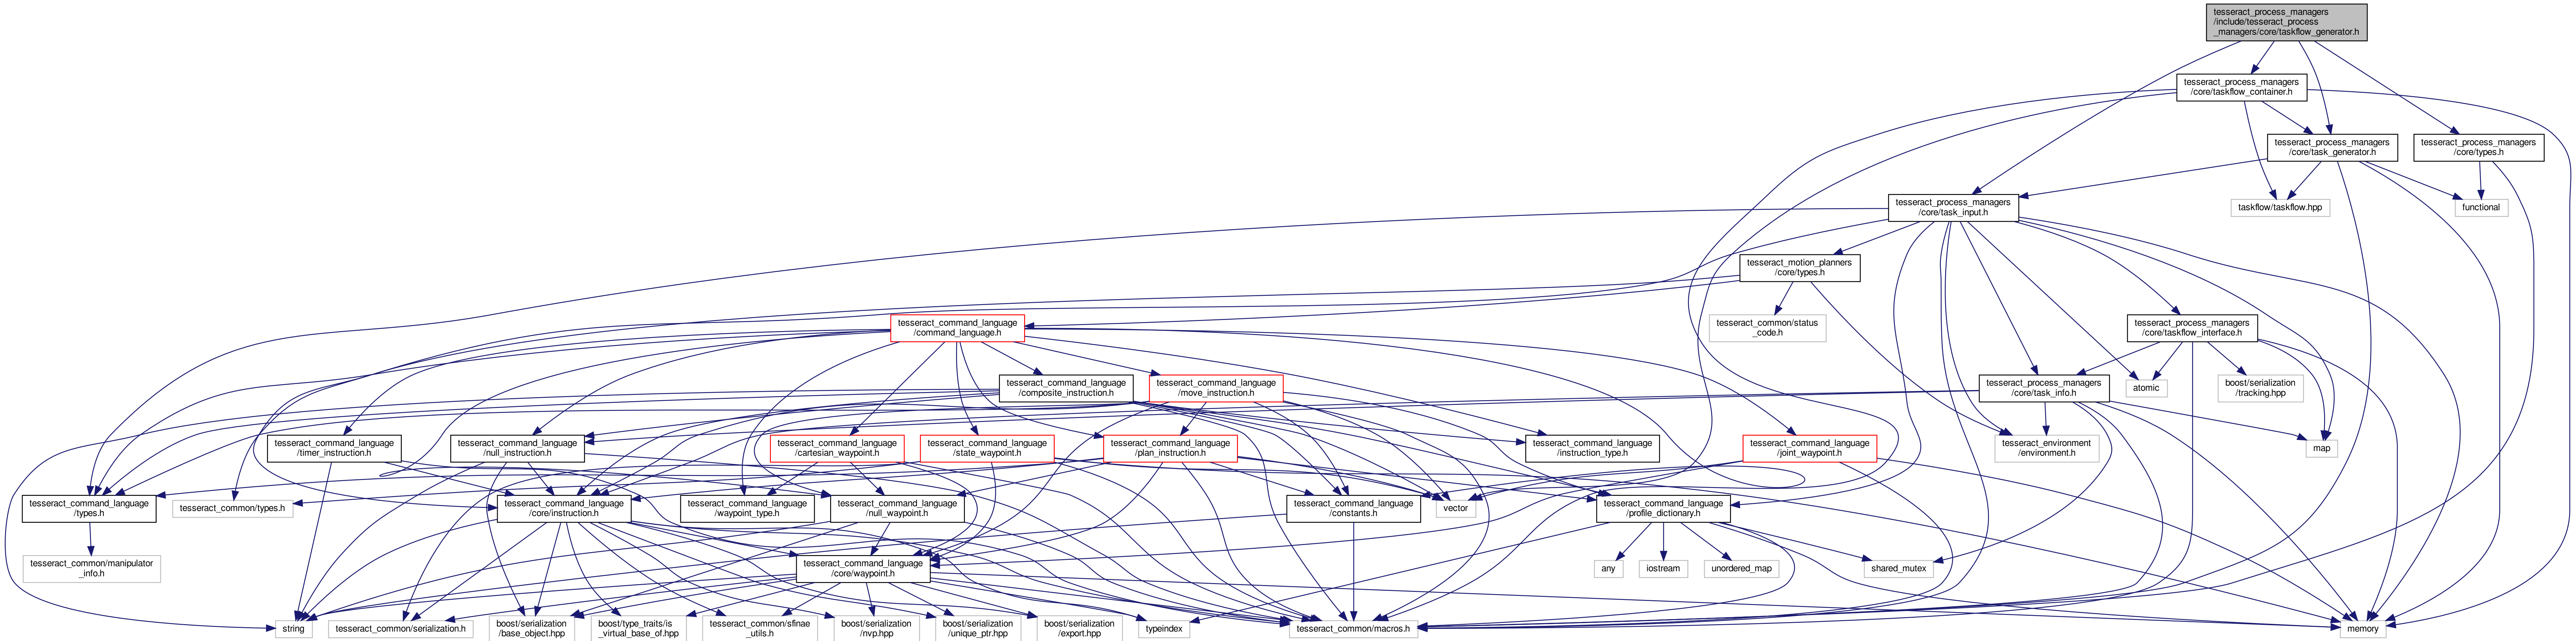 tesseract_process_managers
/include/tesseract_process
_managers/core/taskflow_generator.h
tesseract_process_managers
/core/taskflow_container.h
tesseract_process_managers
/core/task_generator.h
tesseract_process_managers
/core/types.h
tesseract_process_managers
/core/task_input.h
taskflow/taskflow.hpp
functional
tesseract_motion_planners
/core/types.h
tesseract_command_language
/command_language.h
tesseract_common/status
_code.h
tesseract_process_managers
/core/taskflow_interface.h
tesseract_command_language
/composite_instruction.h
tesseract_command_language
/move_instruction.h
tesseract_process_managers
/core/task_info.h
atomic
boost/serialization
/tracking.hpp
tesseract_command_language
/timer_instruction.h
tesseract_command_language
/null_instruction.h
tesseract_command_language
/cartesian_waypoint.h
tesseract_command_language
/state_waypoint.h
tesseract_command_language
/plan_instruction.h
tesseract_command_language
/instruction_type.h
tesseract_command_language
/joint_waypoint.h
tesseract_environment
/environment.h
map
tesseract_command_language
/types.h
tesseract_common/types.h
tesseract_command_language
/core/instruction.h
tesseract_command_language
/waypoint_type.h
tesseract_command_language
/null_waypoint.h
tesseract_command_language
/constants.h
vector
tesseract_command_language
/profile_dictionary.h
tesseract_common/manipulator
_info.h
tesseract_command_language
/core/waypoint.h
any
iostream
unordered_map
shared_mutex
string
tesseract_common/serialization.h
boost/serialization
/base_object.hpp
boost/type_traits/is
_virtual_base_of.hpp
tesseract_common/sfinae
_utils.h
boost/serialization
/nvp.hpp
boost/serialization
/unique_ptr.hpp
boost/serialization
/export.hpp
typeindex
tesseract_common/macros.h
memory